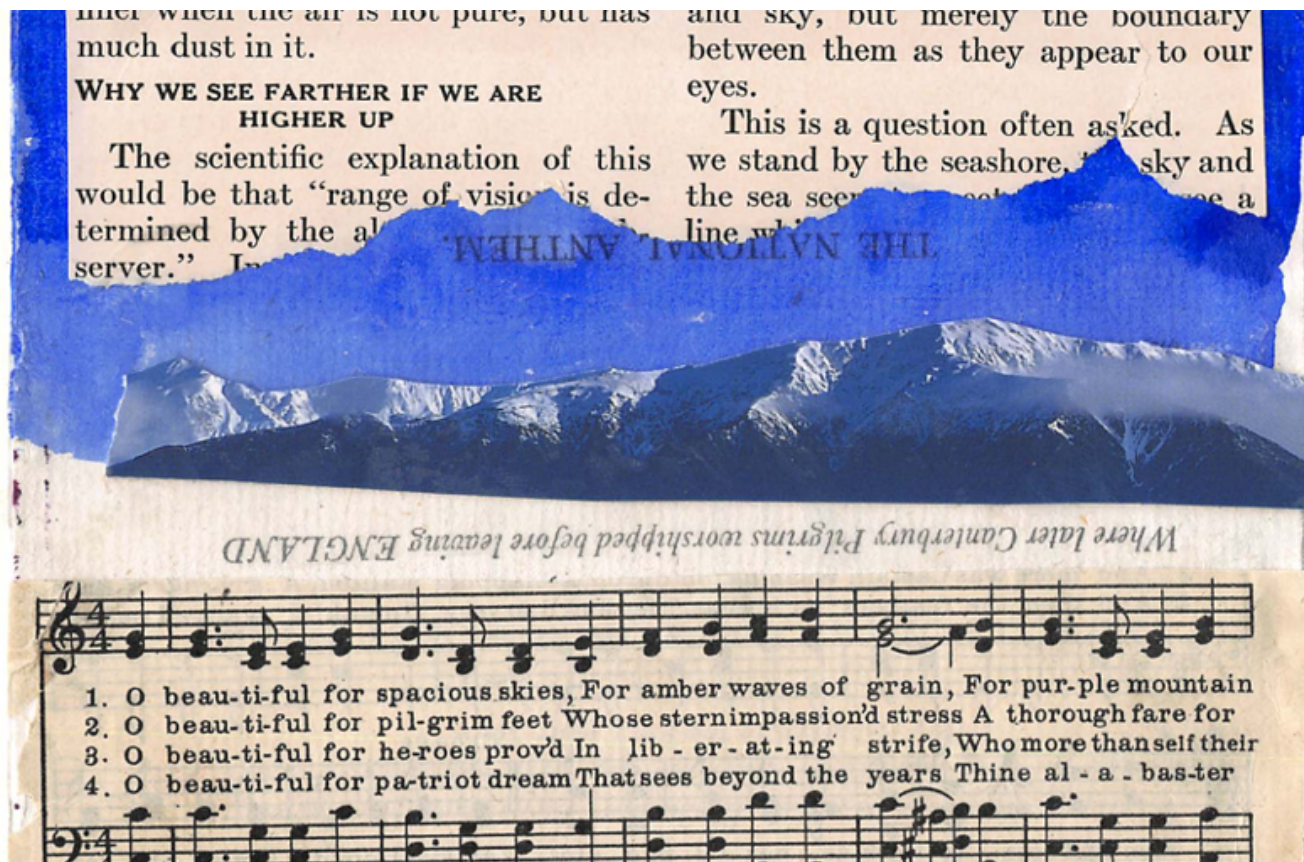 much dust in it.
WHY WE SEE FARTHER IF WE ARE
HIGHER UP
The scientific explanation of this
would be that "range of vision is de-
termined by the al
server." In
and sky, but merely the boundary
between them as they appear to our
eyes.
This is a question often asked. As
we stand by the seashore, sky and
the sea see a
line
THE NATIONAL ANTHEM.
Where later Canterbury Pilgrims worshipped before leaving ENGLAND
1. O beau-ti-ful for spacious skies, For amber waves of grain, For pur-ple mountain
2. O beau-ti-ful for pil-grim feet Whose stern impassion'd stress A thorough fare for
3. O beau-ti-ful for he-roes prov'd In lib-er-at-ing strife, Who more than self their
4. O beau-ti-ful for pa-triot dream That sees beyond the years Thine al-a-bas-ter